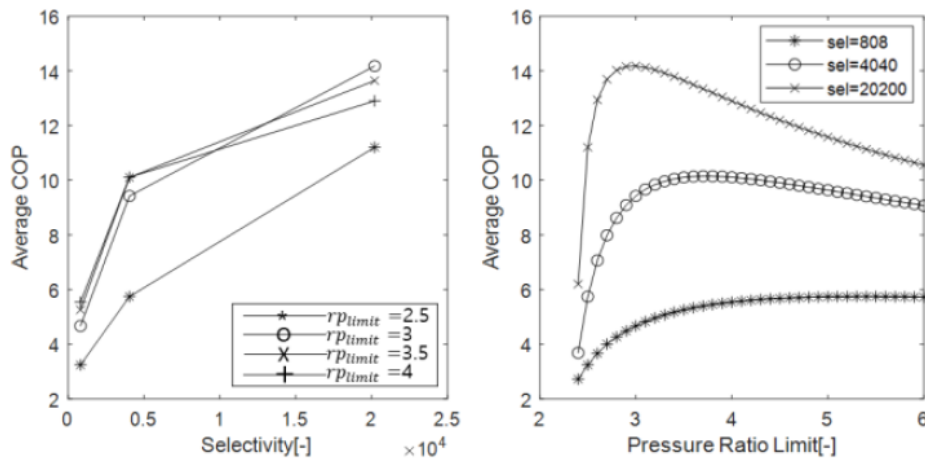 16
14
12
10
8
6
4
2
Average COP
0
0.5
1
1.5
2
2.5
Selectivity[-]
×10⁴
rp_limit =2.5
rp_limit =3
rp_limit =3.5
rp_limit =4
16
14
12
10
8
6
4
2
Average COP
2
3
4
5
6
Pressure Ratio Limit[-]
sel=808
sel=4040
sel=20200